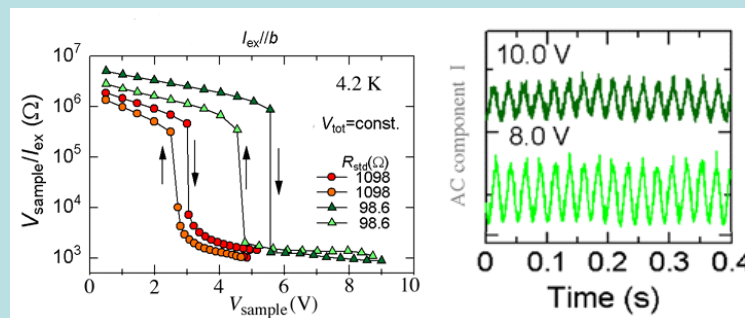 I_ex//b
10^7
10^6
10^5
10^4
10^3
V_sample/I_ex (Ω)
4.2 K
V_tot=const.
R_std(Ω)
1098
1098
98.6
98.6
0 2 4 6 8 10
V_sample(V)
AC component I
10.0 V
8.0 V
0 0.1 0.2 0.3 0.4
Time (s)